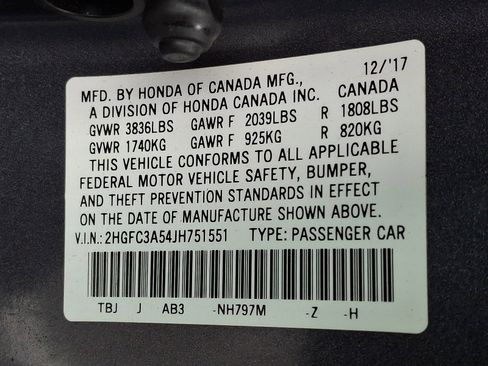 12/'17
MFD. BY HONDA OF CANADA MFG., CANADA
A DIVISION OF HONDA CANADA INC.
GVWR 3836LBS GAWR F 2039LBS R 1808LBS
GVWR 1740KG GAWR F 925KG R 820KG
THIS VEHICLE CONFORMS TO ALL APPLICABLE
FEDERAL MOTOR VEHICLE SAFETY, BUMPER,
AND THEFT PREVENTION STANDARDS IN EFFECT
ON THE DATE OF MANUFACTURE SHOWN ABOVE.
V.I.N.: 2HGFC3A54JH751551 TYPE: PASSENGER CAR
TBJ J AB3 -NH797M -Z -H